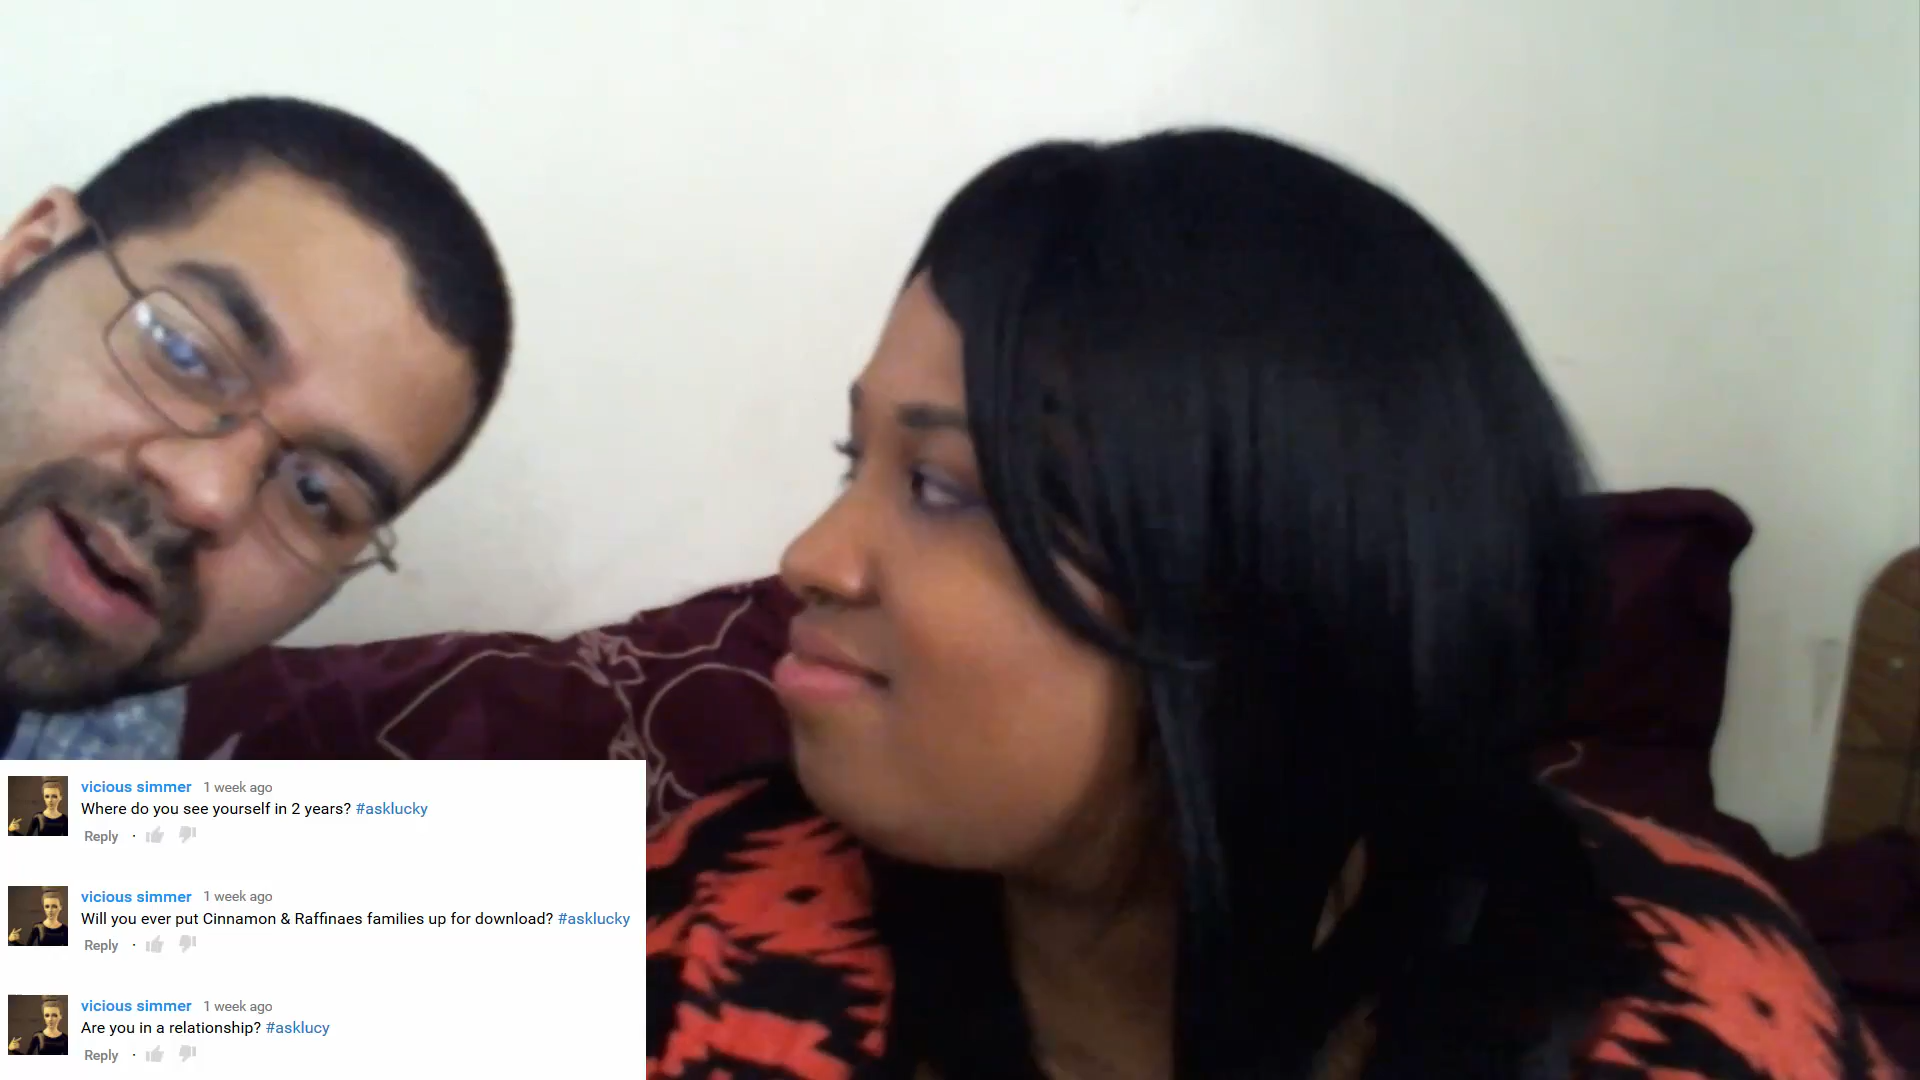 vicious simmer 1 week ago
Where do you see yourself in 2 years? #asklucky
Reply ·
vicious simmer 1 week ago
Will you ever put Cinnamon & Raffinaes families up for download? #asklucky
Reply ·
vicious simmer 1 week ago
Are you in a relationship? #asklucy
Reply ·